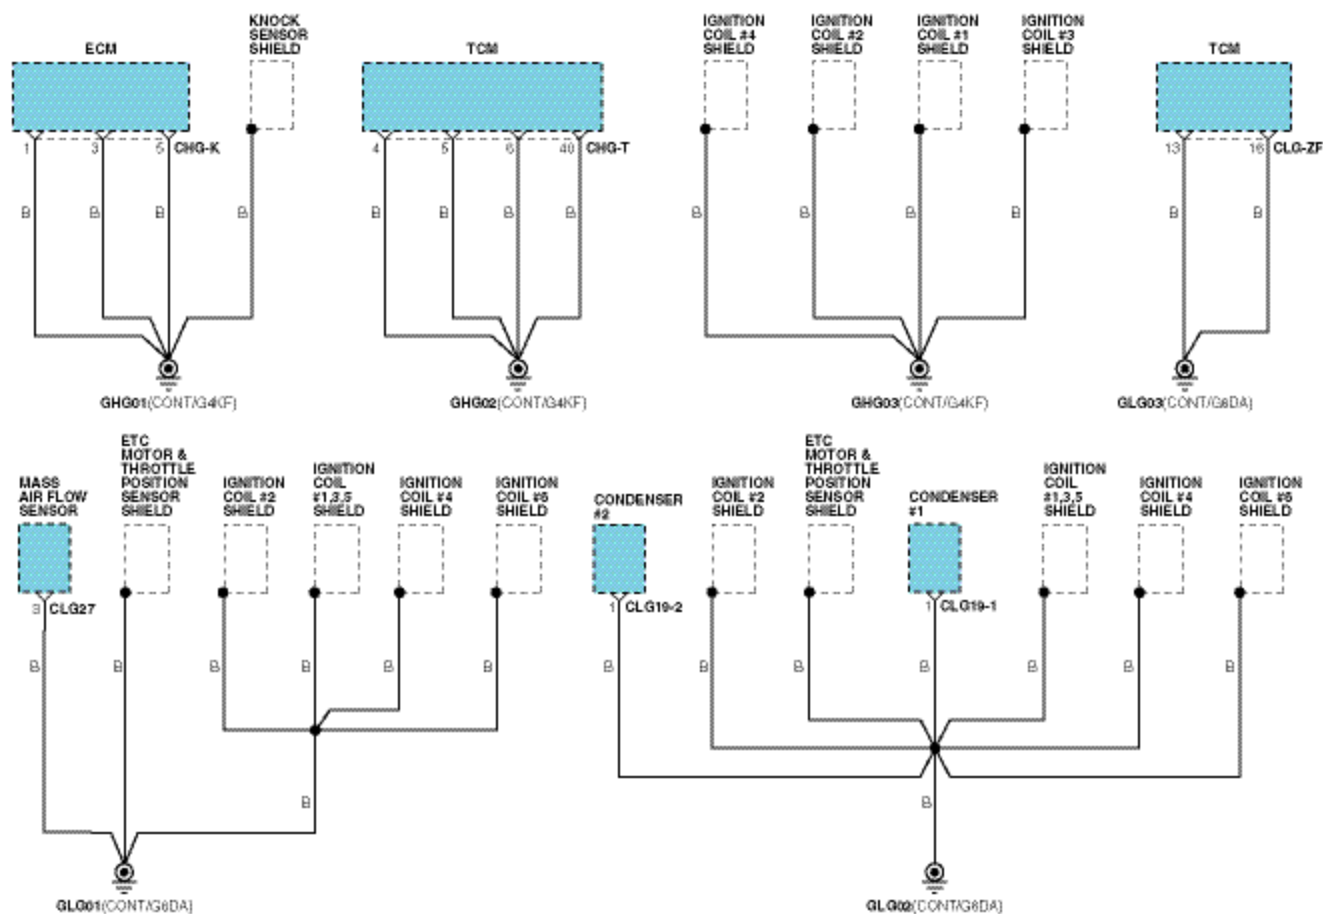 ECM
KNOCK
SENSOR
SHIELD
TCM
IGNITION
COIL #4
SHIELD
IGNITION
COIL #2
SHIELD
IGNITION
COIL #1
SHIELD
IGNITION
COIL #3
SHIELD
TCM
1 3 5 CHG-K
4 5 6 40 CHG-T
13 16 CLG-ZF
B B B B B B B B B B B B B B
GHG01(CONT/G4KF)
GHG02(CONT/G4KF)
GHG03(CONT/G4KF)
GLG03(CONT/G6DA)
MASS
AIR FLOW
SENSOR
ETC
MOTOR &
THROTTLE
POSITION
SENSOR
SHIELD
IGNITION
COIL #2
SHIELD
IGNITION
COIL
#1,3,5
SHIELD
IGNITION
COIL #4
SHIELD
IGNITION
COIL #6
SHIELD
CONDENSER
#2
IGNITION
COIL #2
SHIELD
ETC
MOTOR &
THROTTLE
POSITION
SENSOR
SHIELD
CONDENSER
#1
IGNITION
COIL
#1,3,5
SHIELD
IGNITION
COIL #4
SHIELD
IGNITION
COIL #6
SHIELD
3 CLG27
1 CLG19-2
1 CLG19-1
B B B B B B B B B B B B B
B B
GLG01(CONT/G6DA)
GLG02(CONT/G6DA)